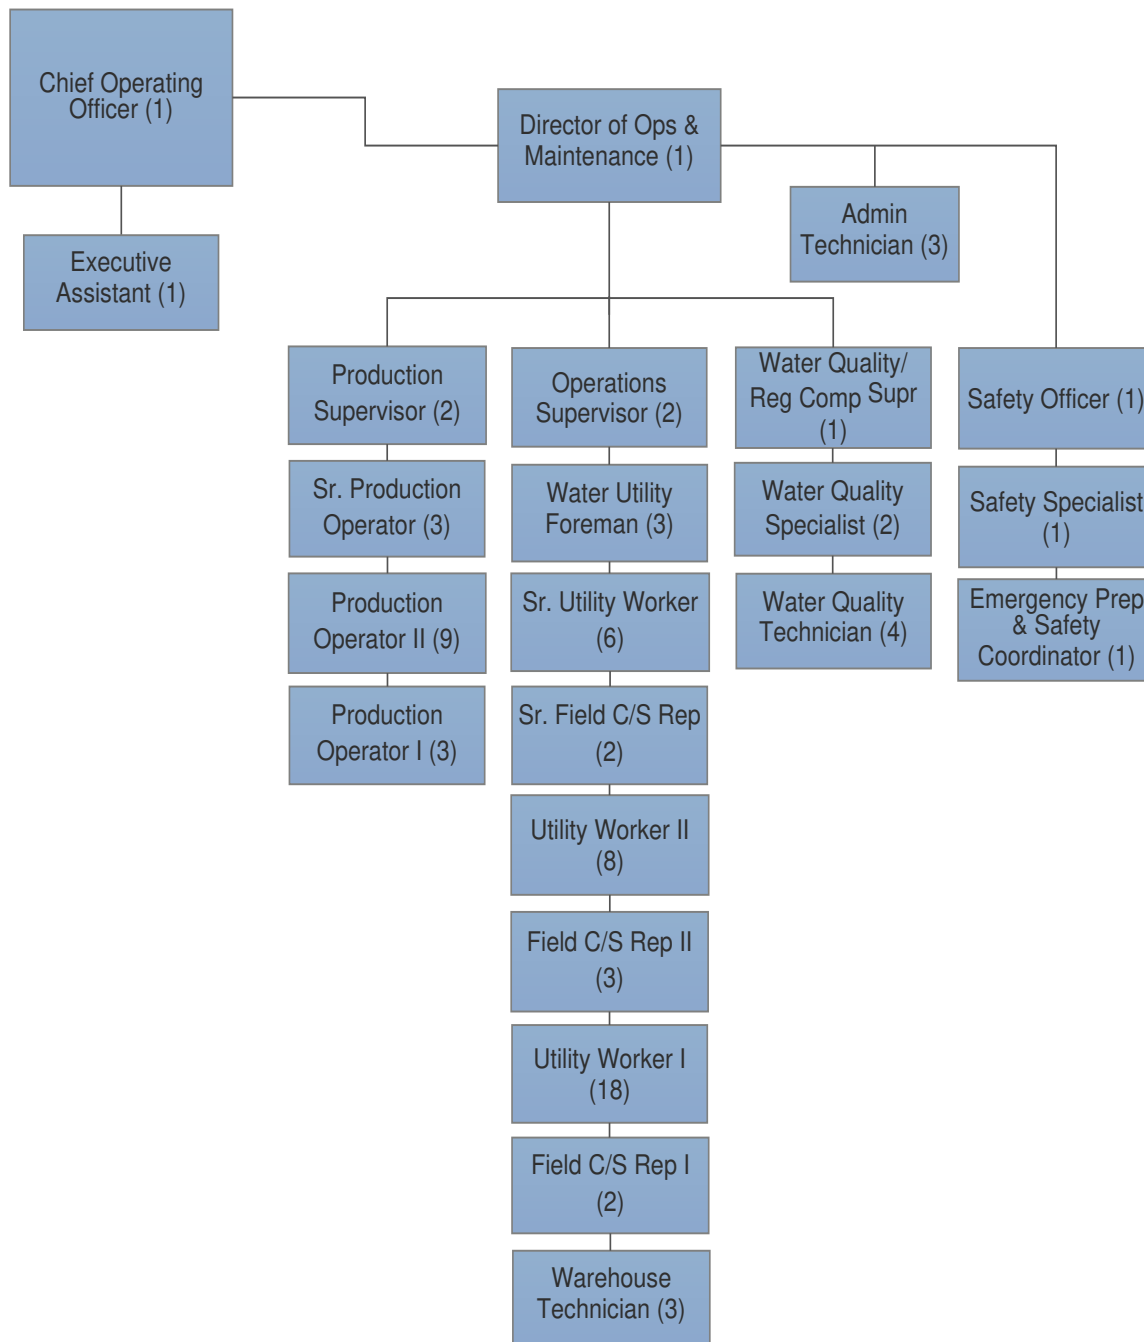 Chief Operating
Officer (1)
Director of Ops &
Maintenance (1)
Admin
Technician (3)
Executive
Assistant (1)
Production
Supervisor (2)
Operations
Supervisor (2)
Water Quality/
Reg Comp Supr
(1)
Safety Officer (1)
Sr. Production
Operator (3)
Water Utility
Foreman (3)
Water Quality
Specialist (2)
Safety Specialist
(1)
Production
Operator II (9)
Sr. Utility Worker
(6)
Water Quality
Technician (4)
Emergency Prep
& Safety
Coordinator (1)
Production
Operator I (3)
Sr. Field C/S Rep
(2)
Utility Worker II
(8)
Field C/S Rep II
(3)
Utility Worker I
(18)
Field C/S Rep I
(2)
Warehouse
Technician (3)